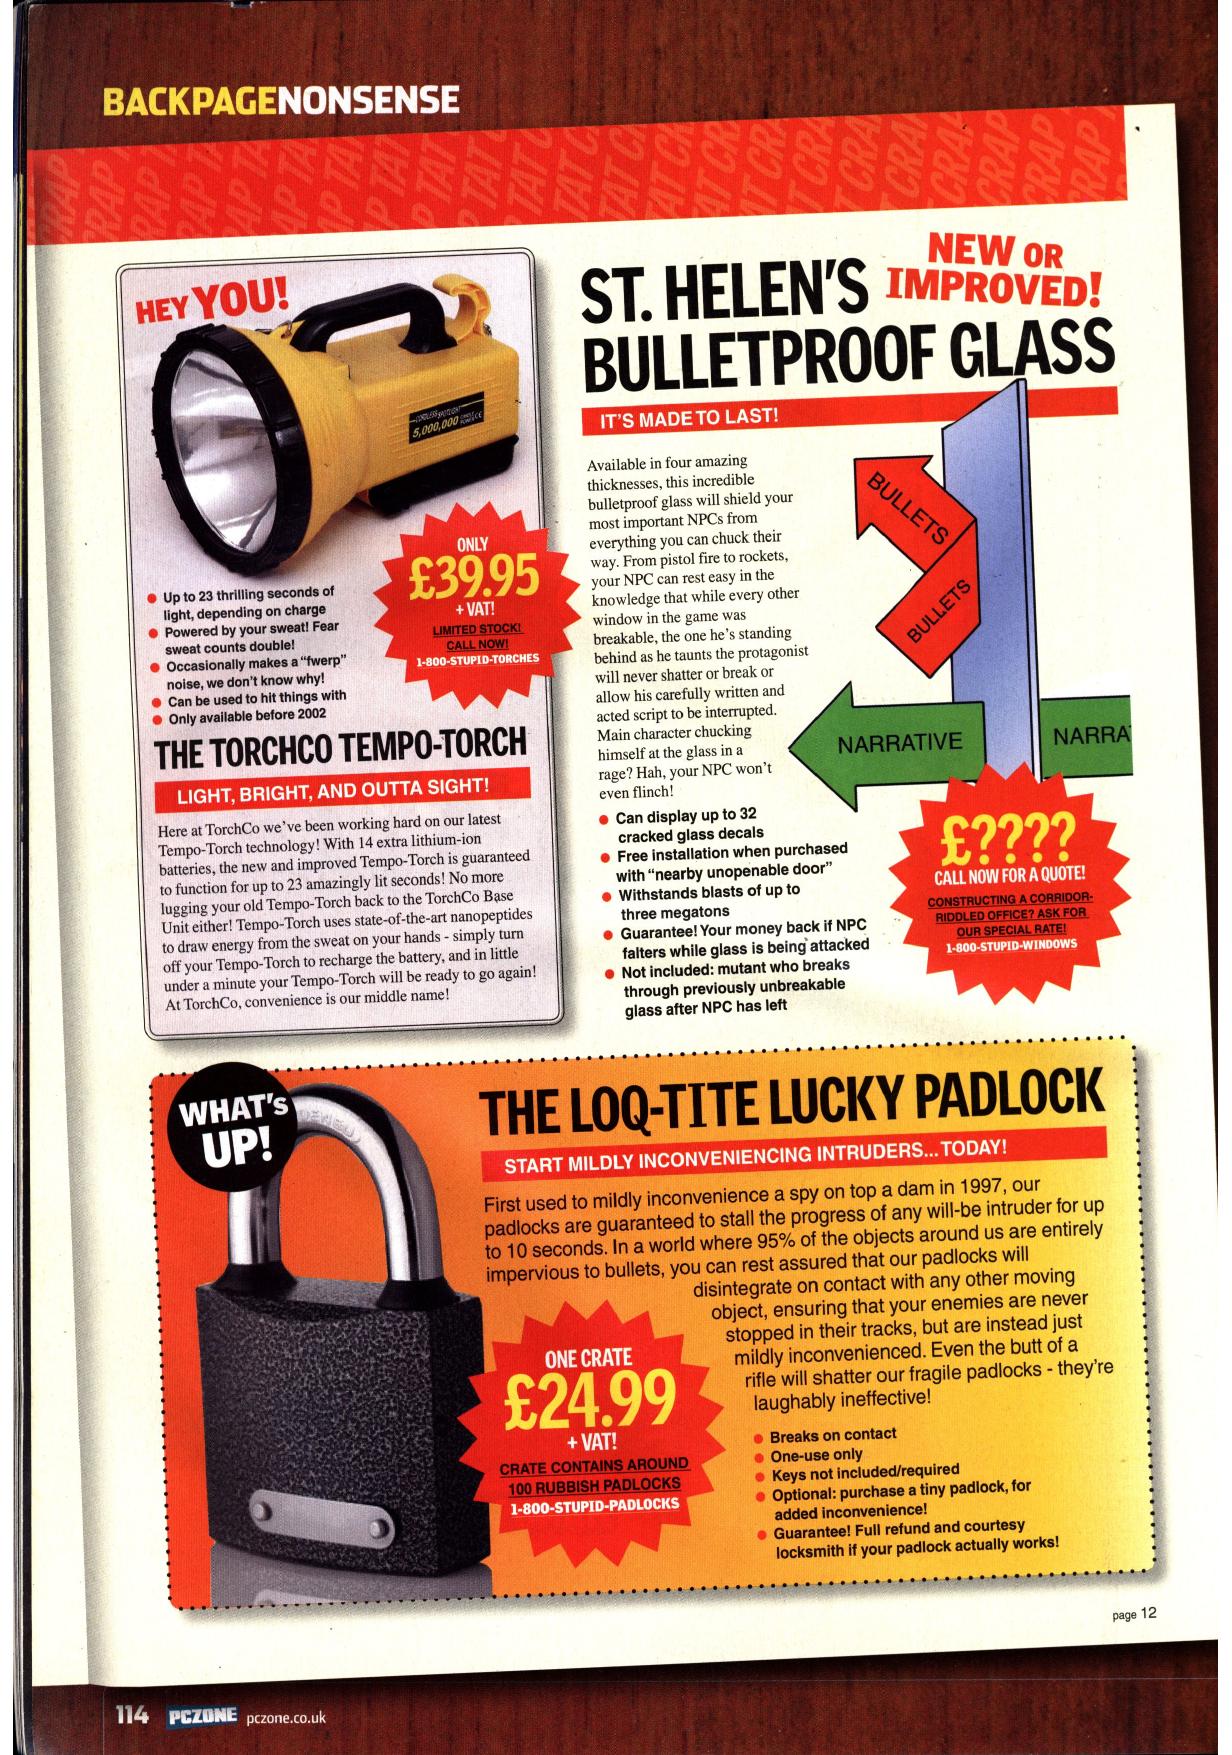 BACKPAGENONSENSE
HEY YOU!
CORDLESS SPOTLIGHT
5,000,000 CANDLE POWER CE
ONLY
£39.95
+ VAT!
LIMITED STOCK!
CALL NOW!
1-800-STUPID-TORCHES
Up to 23 thrilling seconds of
light, depending on charge
Powered by your sweat! Fear
sweat counts double!
Occasionally makes a "fwerp"
noise, we don't know why!
Can be used to hit things with
Only available before 2002
THE TORCHCO TEMPO-TORCH
LIGHT, BRIGHT, AND OUTTA SIGHT!
Here at TorchCo we've been working hard on our latest
Tempo-Torch technology! With 14 extra lithium-ion
batteries, the new and improved Tempo-Torch is guaranteed
to function for up to 23 amazingly lit seconds! No more
lugging your old Tempo-Torch back to the TorchCo Base
Unit either! Tempo-Torch uses state-of-the-art nanopeptides
to draw energy from the sweat on your hands - simply turn
off your Tempo-Torch to recharge the battery, and in little
under a minute your Tempo-Torch will be ready to go again!
At TorchCo, convenience is our middle name!
NEW OR
IMPROVED!
ST. HELEN'S
BULLETPROOF GLASS
IT'S MADE TO LAST!
Available in four amazing
thicknesses, this incredible
bulletproof glass will shield your
most important NPCs from
everything you can chuck their
way. From pistol fire to rockets,
your NPC can rest easy in the
knowledge that while every other
window in the game was
breakable, the one he's standing
behind as he taunts the protagonist
will never shatter or break or
allow his carefully written and
acted script to be interrupted.
Main character chucking
himself at the glass in a
rage? Hah, your NPC won't
even flinch!
BULLETS
BULLETS
NARRATIVE
NARRA
Can display up to 32
cracked glass decals
Free installation when purchased
with "nearby unopenable door"
Withstands blasts of up to
three megatons
Guarantee! Your money back if NPC
falters while glass is being attacked
Not included: mutant who breaks
through previously unbreakable
glass after NPC has left
£????
CALL NOW FOR A QUOTE!
CONSTRUCTING A CORRIDOR-
RIDDLED OFFICE? ASK FOR
OUR SPECIAL RATE!
1-800-STUPID-WINDOWS
WHAT'S
UP!
THE LOQ-TITE LUCKY PADLOCK
START MILDLY INCONVENIENCING INTRUDERS... TODAY!
First used to mildly inconvenience a spy on top a dam in 1997, our
padlocks are guaranteed to stall the progress of any will-be intruder for up
to 10 seconds. In a world where 95% of the objects around us are entirely
impervious to bullets, you can rest assured that our padlocks will
disintegrate on contact with any other moving
object, ensuring that your enemies are never
stopped in their tracks, but are instead just
mildly inconvenienced. Even the butt of a
rifle will shatter our fragile padlocks - they're
laughably ineffective!
ONE CRATE
£24.99
+ VAT!
CRATE CONTAINS AROUND
100 RUBBISH PADLOCKS
1-800-STUPID-PADLOCKS
Breaks on contact
One-use only
Keys not included/required
Optional: purchase a tiny padlock, for
added inconvenience!
Guarantee! Full refund and courtesy
locksmith if your padlock actually works!
page 12
114 PCZONE pczone.co.uk